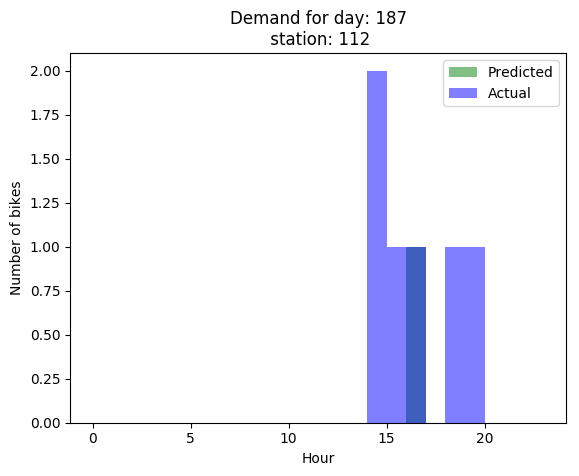 Demand for day: 187
station: 112
Predicted
Actual
Number of bikes
2.00
1.75
1.50
1.25
1.00
0.75
0.50
0.25
0.00
0 5 10 15 20
Hour